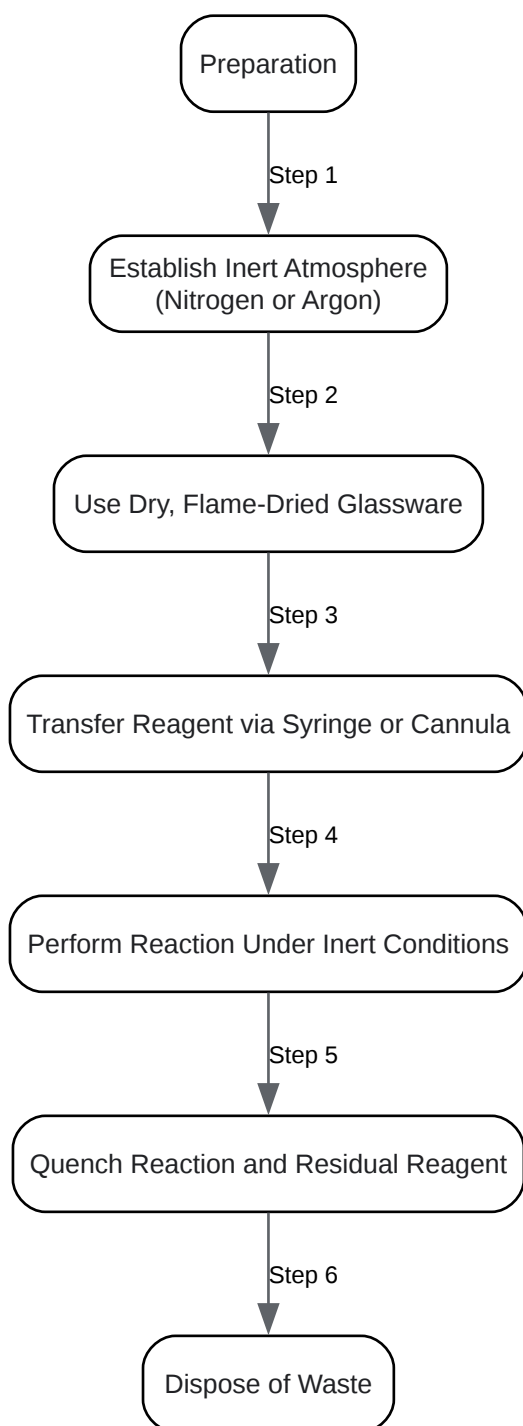 Preparation
Step 1
Establish Inert Atmosphere
(Nitrogen or Argon)
Step 2
Use Dry, Flame-Dried Glassware
Step 3
Transfer Reagent via Syringe or Cannula
Step 4
Perform Reaction Under Inert Conditions
Step 5
Quench Reaction and Residual Reagent
Step 6
Dispose of Waste